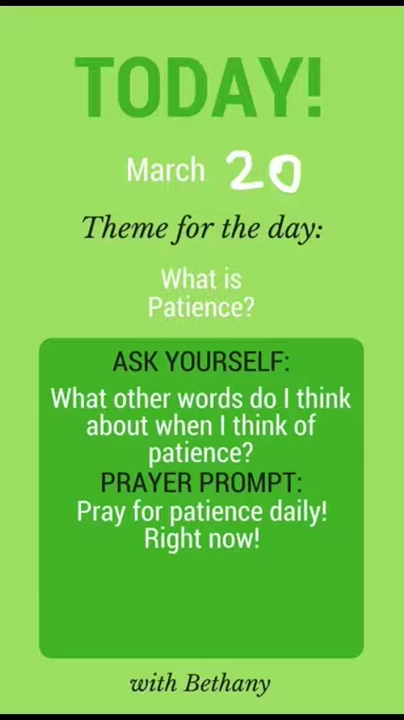 TODAY!
March 20
Theme for the day:
What is
Patience?
ASK YOURSELF:
What other words do I think
about when I think of
patience?
PRAYER PROMPT:
Pray for patience daily!
Right now!
with Bethany